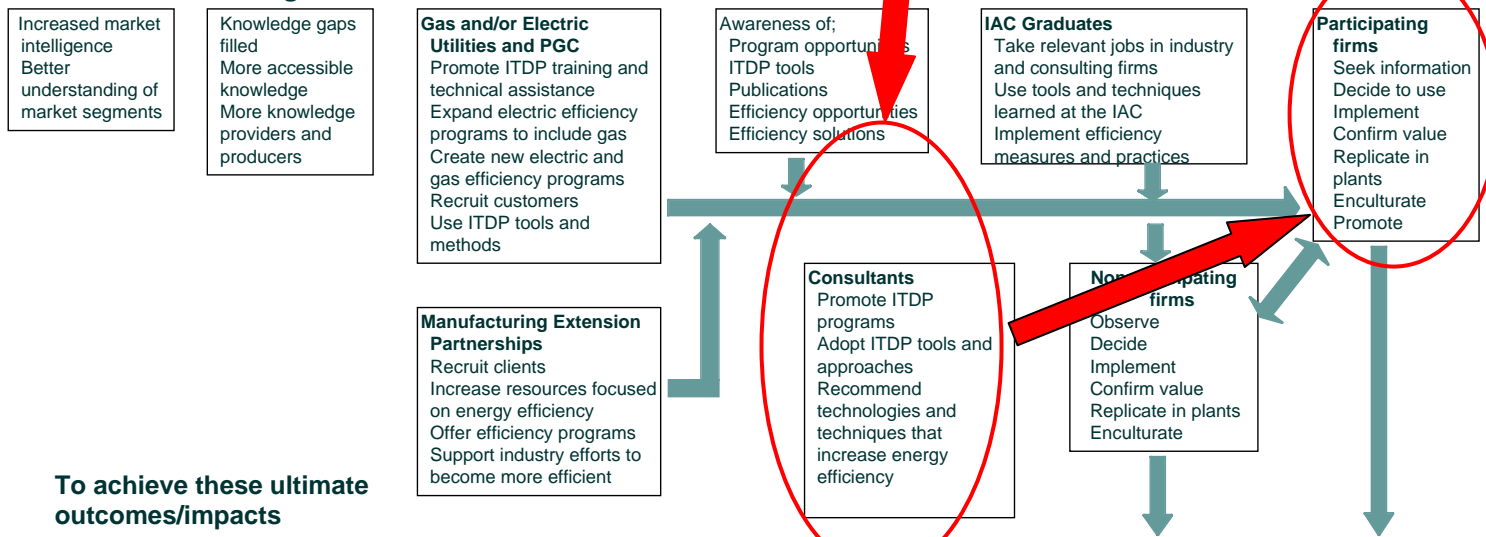 Increased market
intelligence
Better
understanding of
market segments
Knowledge gaps
filled
More accessible
knowledge
More knowledge
providers and
producers
Gas and/or Electric
Utilities and PGC
Promote ITDP training and
technical assistance
Expand electric efficiency
programs to include gas
Create new electric and
gas efficiency programs
Recruit customers
Use ITDP tools and
methods
Awareness of;
Program opportunities
ITDP tools
Publications
Efficiency opportunities
Efficiency solutions
IAC Graduates
Take relevant jobs in industry
and consulting firms
Use tools and techniques
learned at the IAC
Implement efficiency
measures and practices
Participating
firms
Seek information
Decide to use
Implement
Confirm value
Replicate in
plants
Enculturate
Promote
Manufacturing Extension
Partnerships
Recruit clients
Increase resources focused
on energy efficiency
Offer efficiency programs
Support industry efforts to
become more efficient
Consultants
Promote ITDP
programs
Adopt ITDP tools and
approaches
Recommend
technologies and
techniques that
increase energy
efficiency
firms
Observe
Decide
Implement
Confirm value
Replicate in plants
Enculturate
To achieve these ultimate
outcomes/impacts